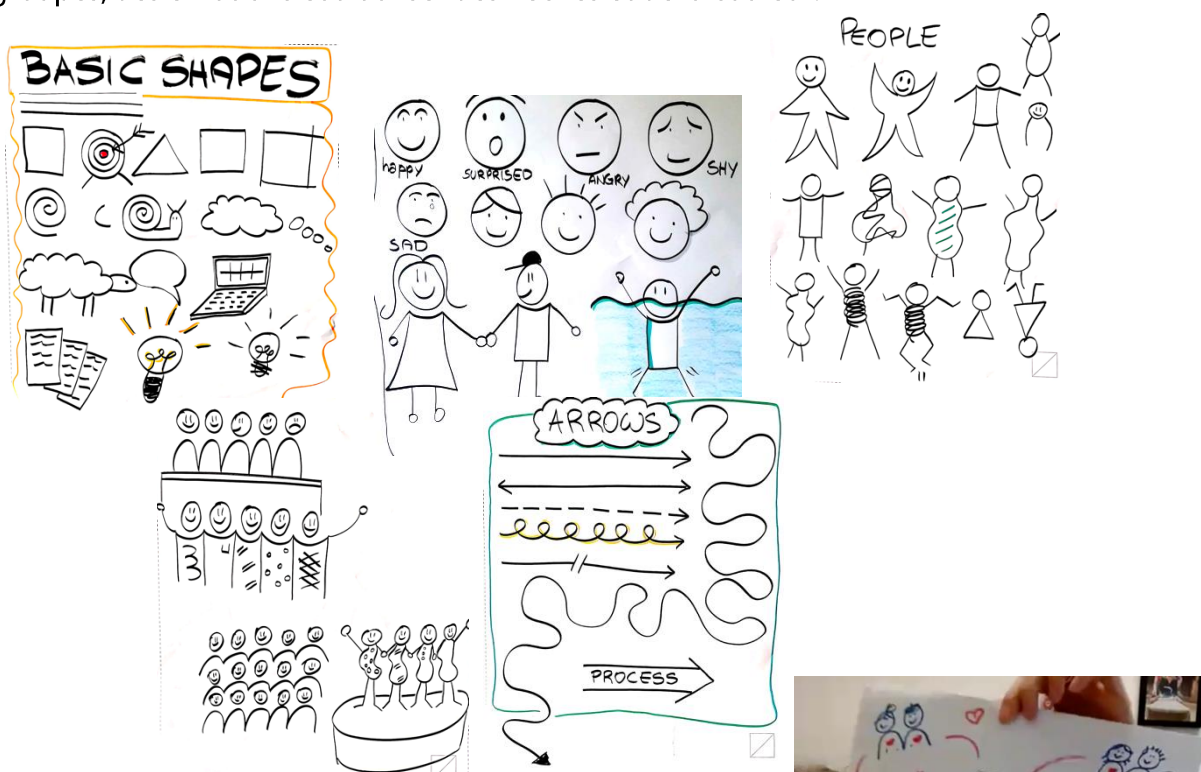 BASIC SHAPES
PEOPLE
happy
SURPRISED
ANGRY
SHY
SAD
ARROWS
PROCESS